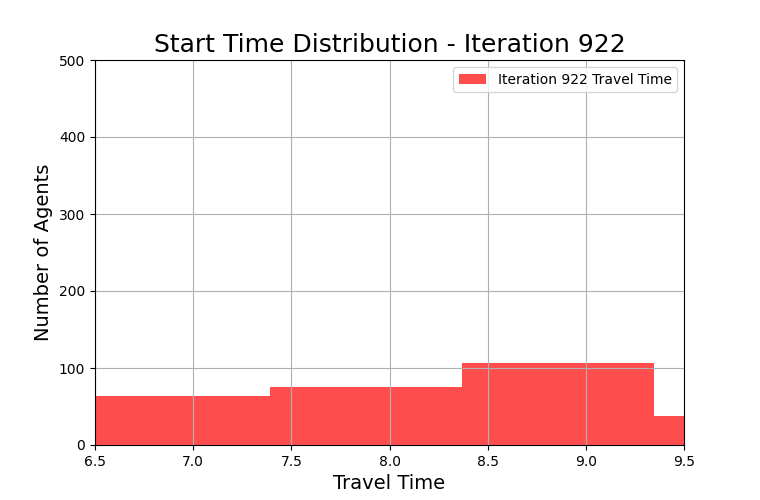 Start Time Distribution - Iteration 922
Iteration 922 Travel Time
Number of Agents
500
400
300
200
100
0
6.5 7.0 7.5 8.0 8.5 9.0 9.5
Travel Time